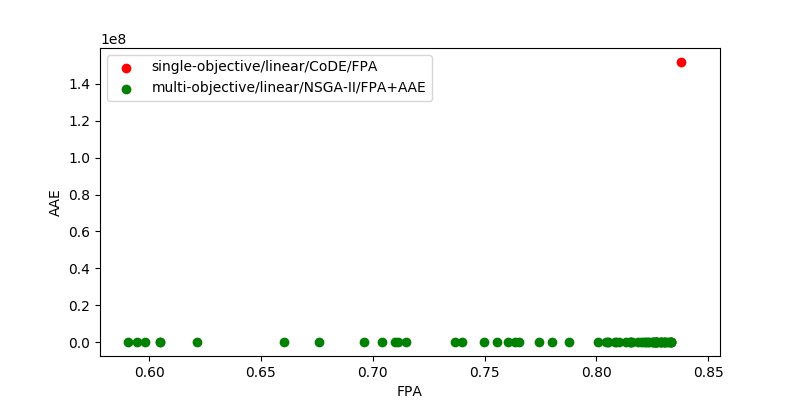 1e8
single-objective/linear/CoDE/FPA
multi-objective/linear/NSGA-II/FPA+AAE
1.4
1.2
1.0
0.8
0.6
0.4
0.2
0.0
AAE
0.60 0.65 0.70 0.75 0.80 0.85
FPA